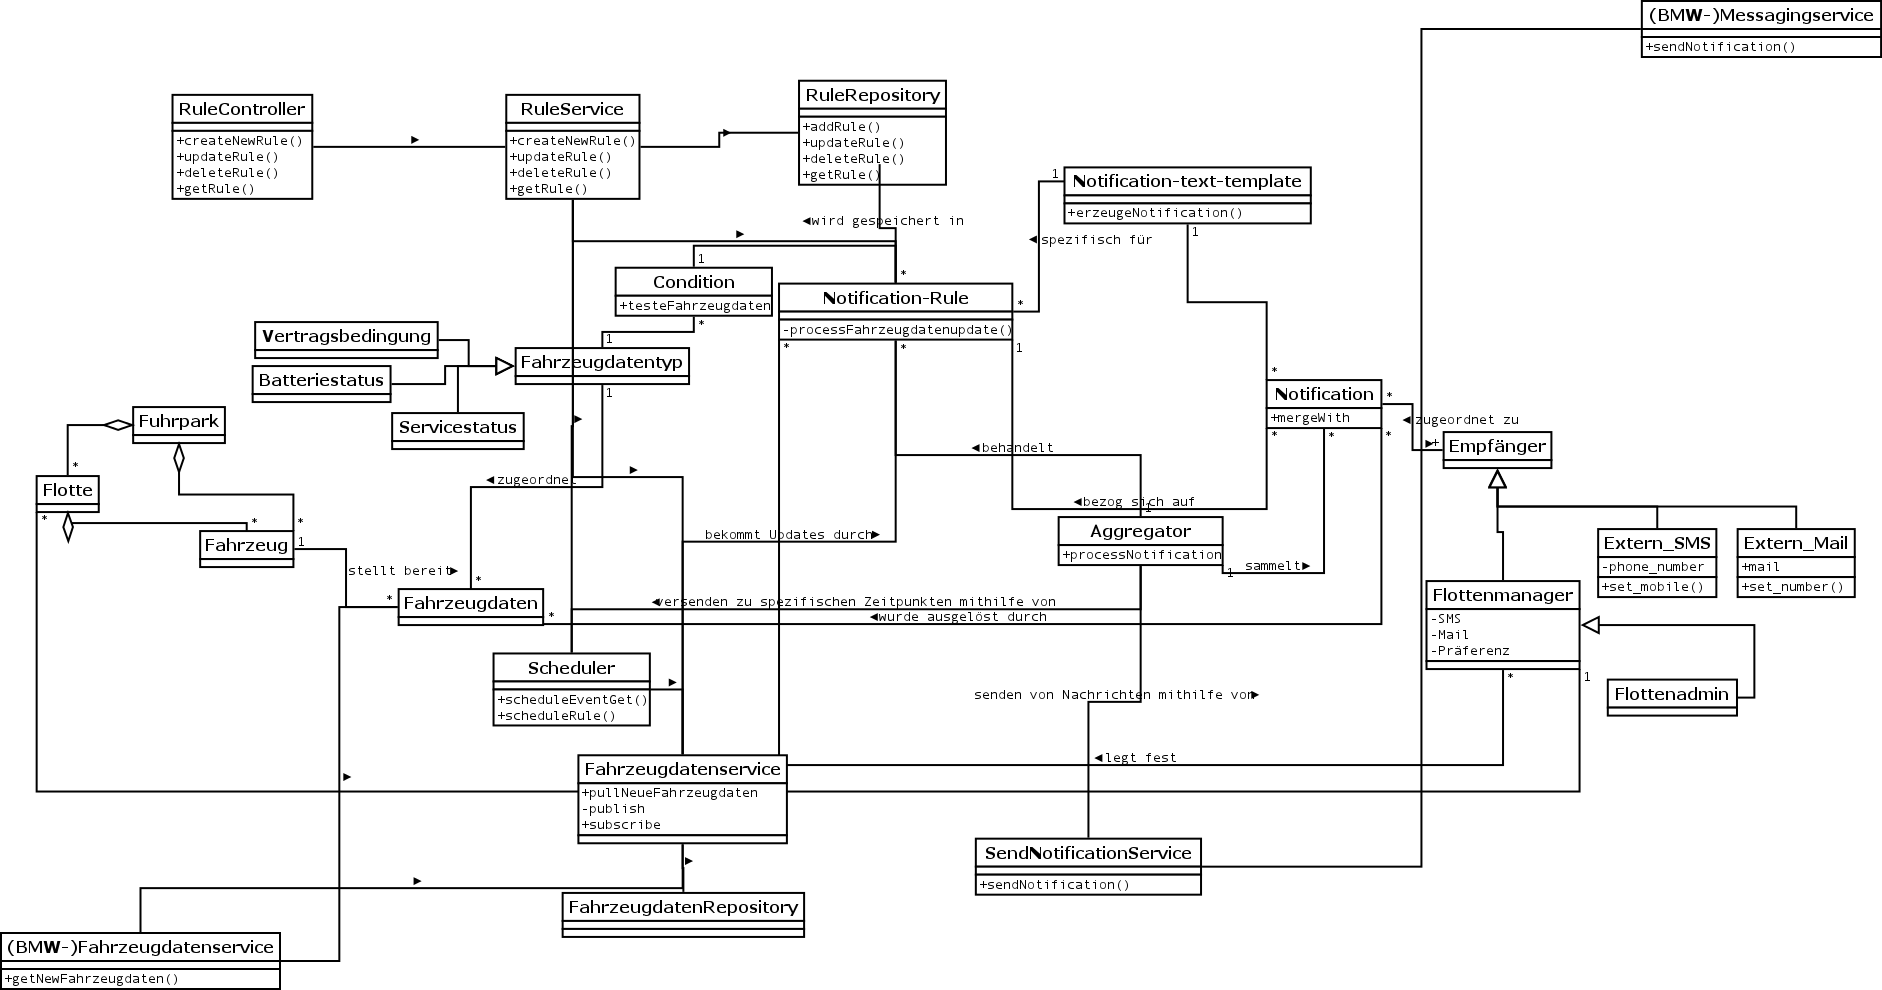 (BMW-)Messagingservice
+sendNotification()
RuleController
+createNewRule()
+updateRule()
+deleteRule()
+getRule()
RuleService
+createNewRule()
+updateRule()
+deleteRule()
+getRule()
RuleRepository
+addRule()
+updateRule()
+deleteRule()
+getRule()
1
Notification-text-template
+erzeugeNotification()
1
wird gespeichert in
spezifisch für
1
Condition
+testeFahrzeugdaten
*
*
Notification-Rule
-processFahrzeugdatenupdate()
*
*
*
1
Vertragsbedingung
Batteriestatus
Servicestatus
1
Fahrzeugdatentyp
1
*
Notification
+mergeWith
*
*
*
*
zugeordnet zu
+
Empfänger
Fuhrpark
*
Flotte
*
*
*
Fahrzeug
1
behandelt
zugeordnet
bezog sich auf
1
bekommt Updates durch
Aggregator
+processNotification
1
sammelt
Extern_SMS
-phone_number
+set_mobile()
Extern_Mail
+mail
+set_number()
stellt bereit
*
*
Fahrzeugdaten
*
versenden zu spezifischen Zeitpunkten mithilfe von
wurde ausgelöst durch
Flottenmanager
-SMS
-Mail
-Präferenz
*
1
Flottenadmin
Scheduler
+scheduleEventGet()
+scheduleRule()
senden von Nachrichten mithilfe von
legt fest
Fahrzeugdatenservice
+pullNeueFahrzeugdaten
-publish
+subscribe
SendNotificationService
+sendNotification()
FahrzeugdatenRepository
(BMW-)Fahrzeugdatenservice
+getNewFahrzeugdaten()